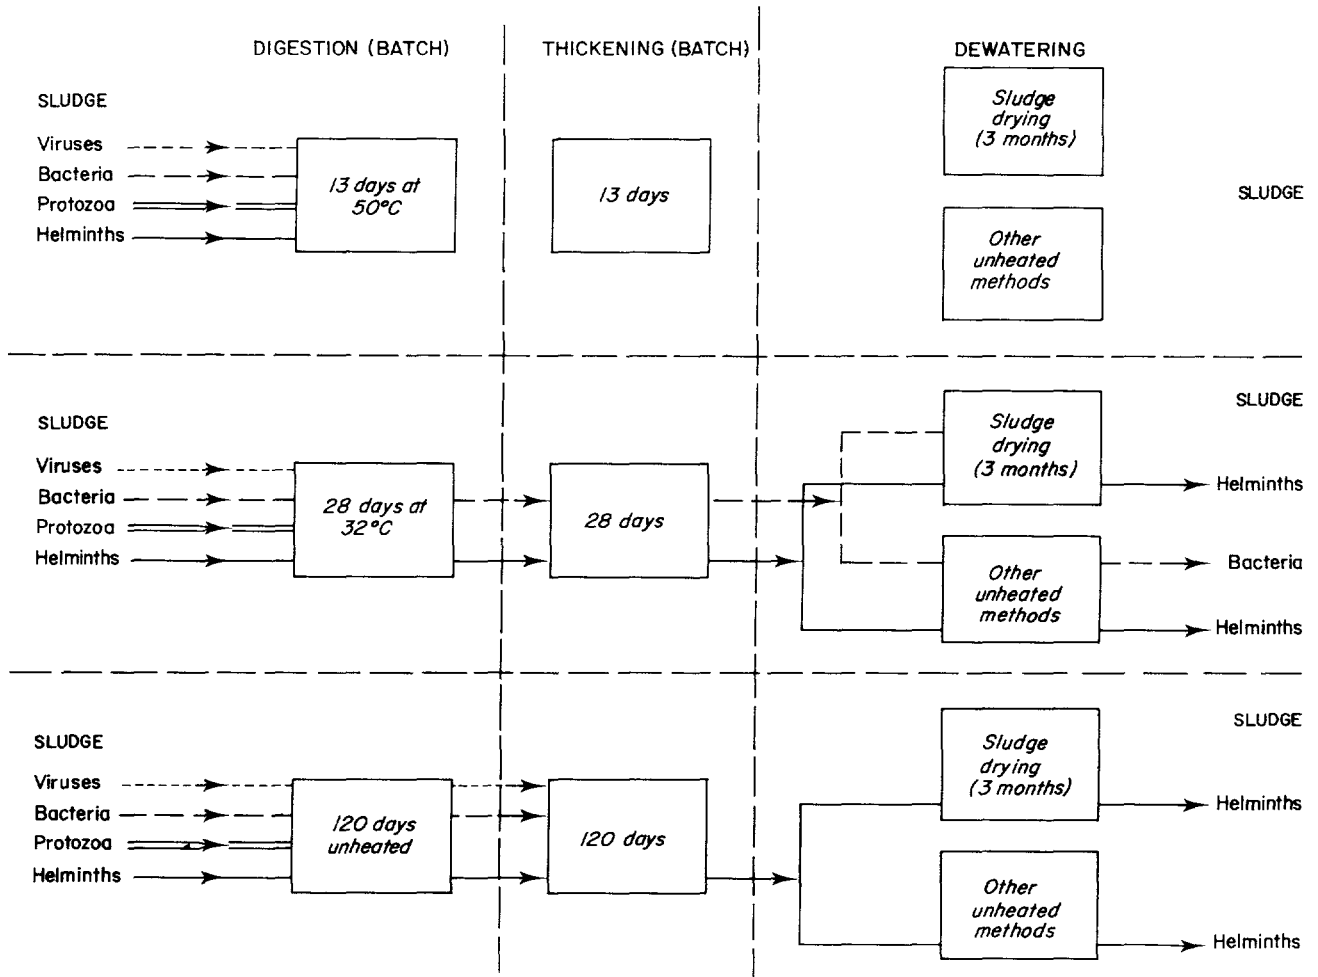 DIGESTION (BATCH)
THICKENING (BATCH)
DEWATERING
SLUDGE
Viruses
Bacteria
Protozoa
Helminths
13 days at
50°C
13 days
Sludge
drying
(3 months)
Other
unheated
methods
SLUDGE
SLUDGE
Viruses
Bacteria
Protozoa
Helminths
28 days at
32°C
28 days
Sludge
drying
(3 months)
Other
unheated
methods
SLUDGE
Helminths
Bacteria
Helminths
SLUDGE
Viruses
Bacteria
Protozoa
Helminths
120 days
unheated
120 days
Sludge
drying
(3 months)
Other
unheated
methods
SLUDGE
Helminths
Helminths